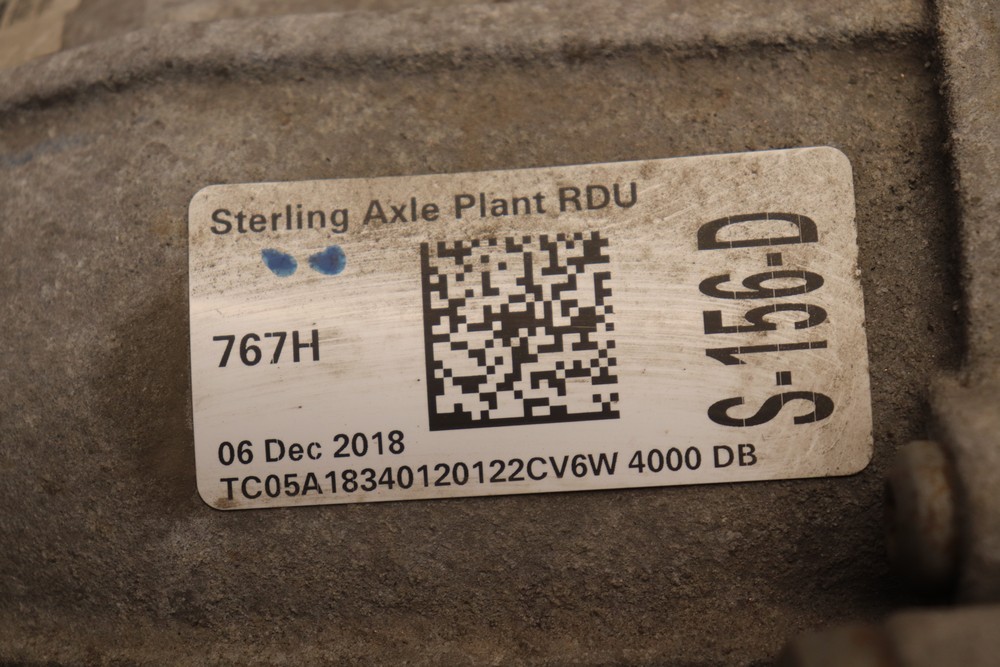 Sterling Axle Plant RDU
767H
06 Dec 2018
TC05A18340120122CV6W 4000 DB
S-156-D